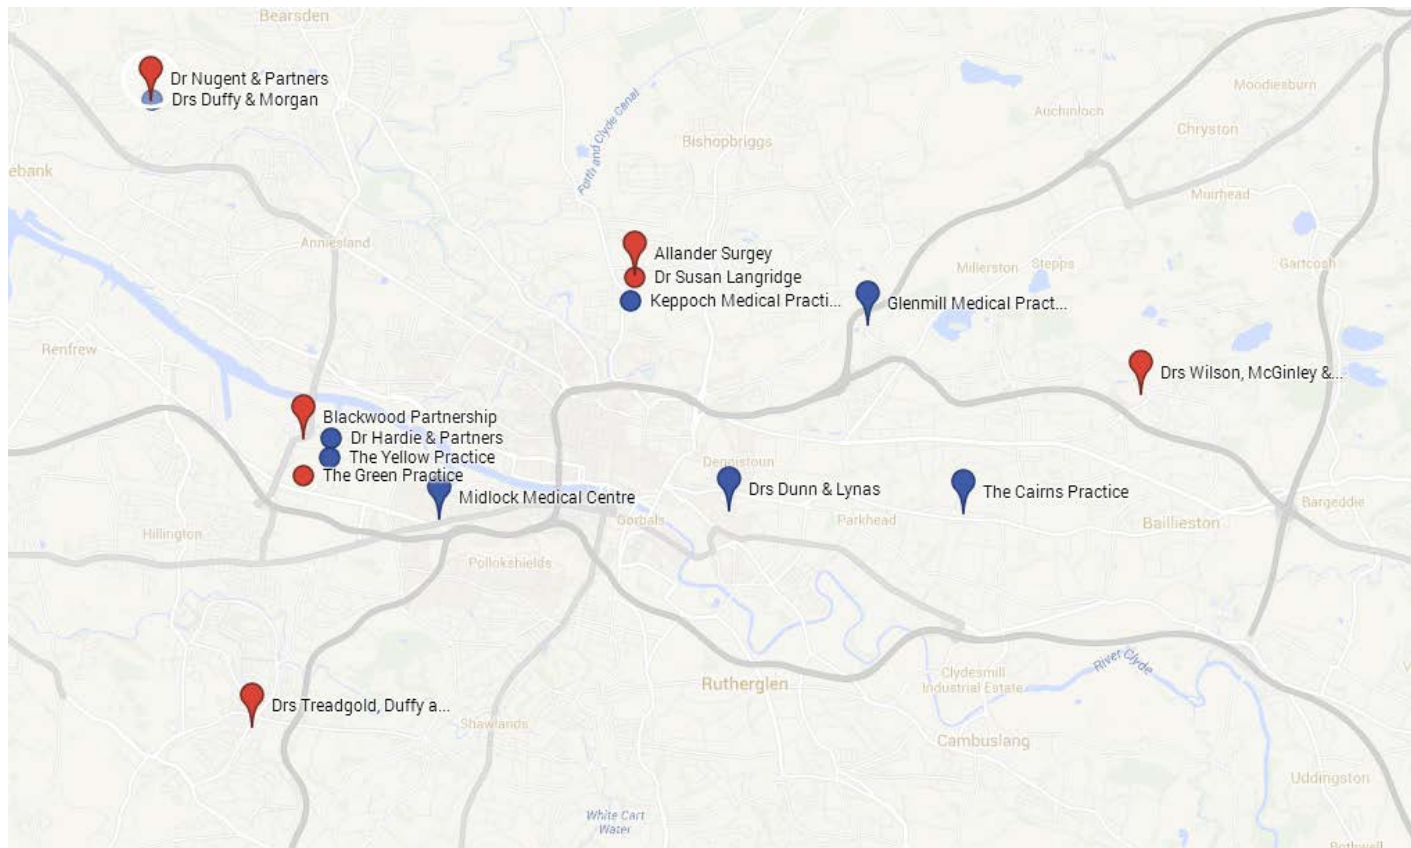 Bearsden
Dr Nugent & Partners
Drs Duffy & Morgan
Moodiesburn
Auchinloch
Chryston
Forth and Clyde Canal
Bishopbriggs
ebank
Muirhead
Anniesland
Allander Surgey
Millerston
Stepps
Gartcosh
Dr Susan Langridge
Keppoch Medical Practi...
Glenmill Medical Pract...
Renfrew
Drs Wilson, McGinley &...
Blackwood Partnership
Dr Hardie & Partners
The Yellow Practice
Dennistoun
The Green Practice
Midlock Medical Centre
Drs Dunn & Lynas
The Cairns Practice
Bargeddie
Hillington
Gorbals
Parkhead
Baillieston
Pollokshields
River Clyde
Clydesmill
Industrial Estate
Rutherglen
Drs Treadgold, Duffy a...
Shawlands
Cambuslang
Uddingston
White Cart
Water
Bothwell